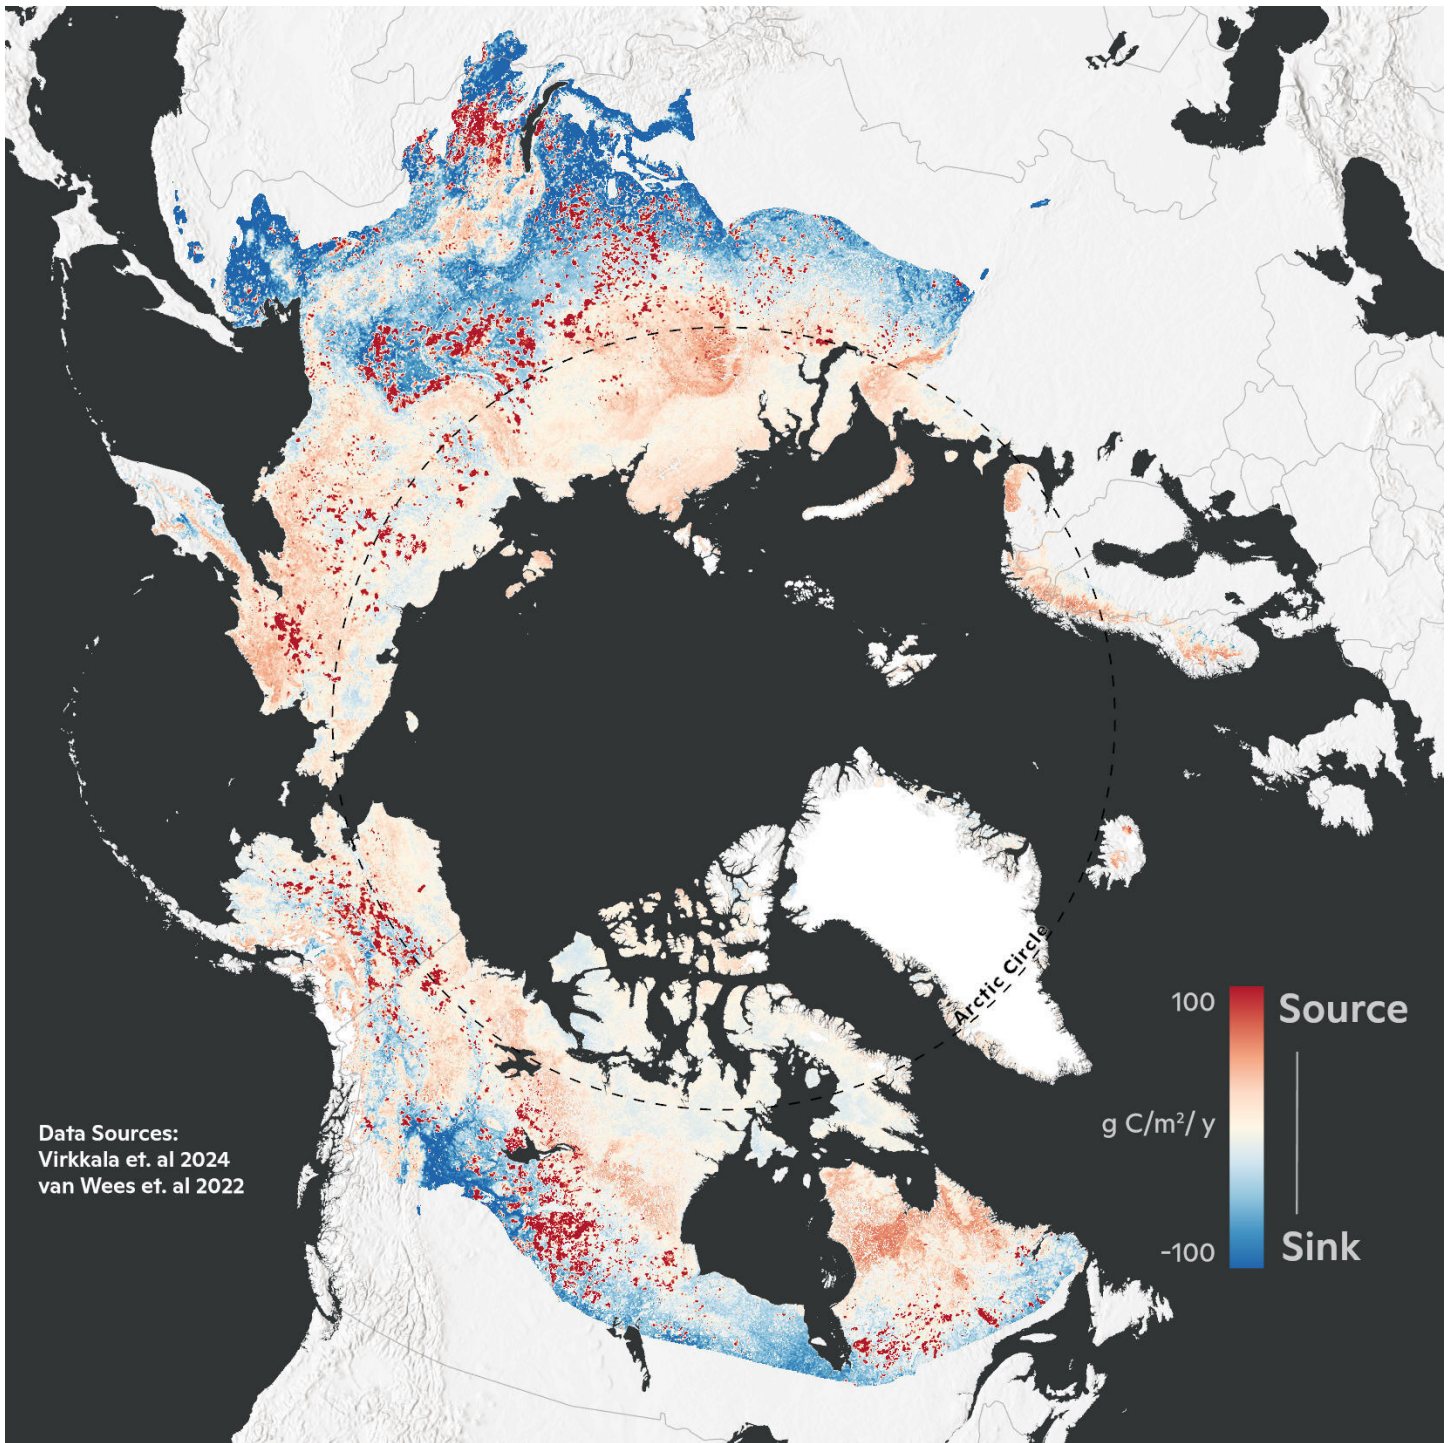 Arctic Circle
100
Source
g C/m²/ y
-100
Sink
Data Sources:
Virkkala et. al 2024
van Wees et. al 2022